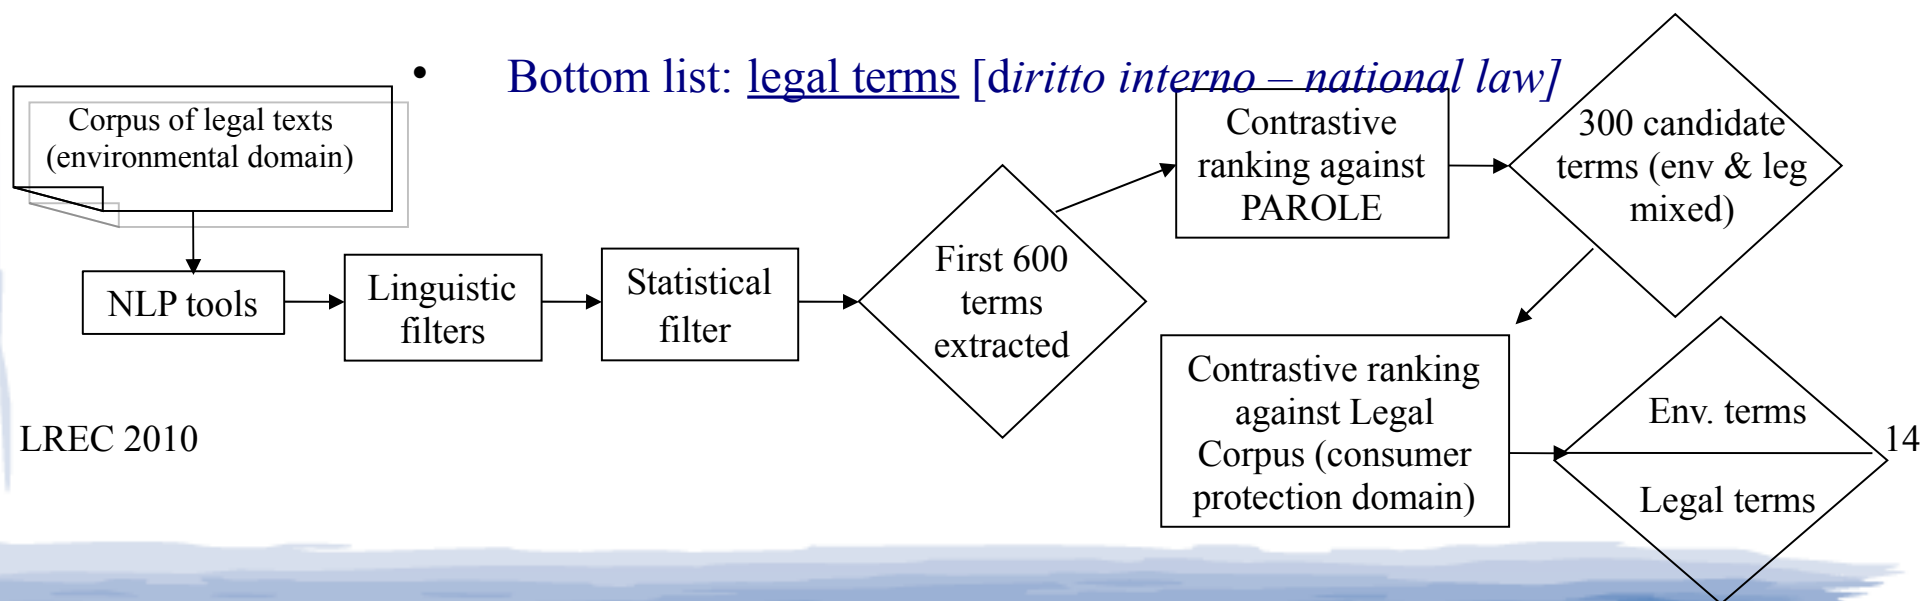 • Bottom list: legal terms [diritto interno – national law]
Corpus of legal texts
(environmental domain)
NLP tools
Linguistic
filters
Statistical
filter
First 600
terms
extracted
Contrastive
ranking against
PAROLE
300 candidate
terms (env & leg
mixed)
Contrastive ranking
against Legal
Corpus (consumer
protection domain)
Env. terms
Legal terms
LREC 2010
14